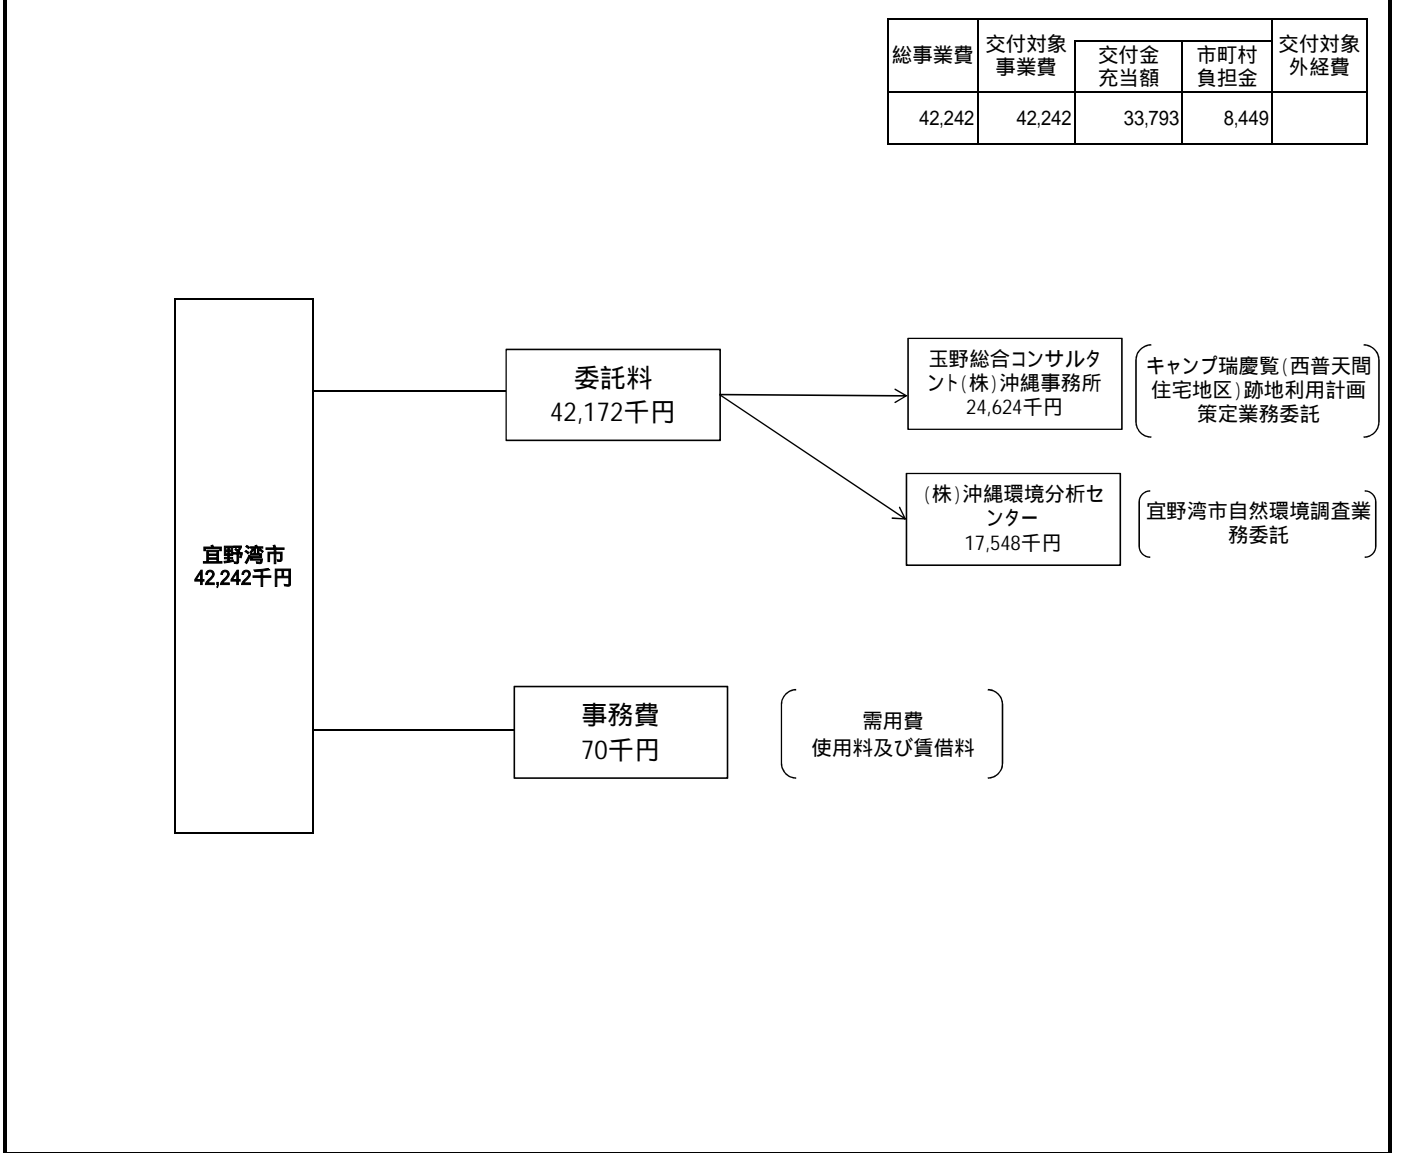 総事業費
交付対象
事業費
交付金
充当額
市町村
負担金
交付対象
外経費
42,242
42,242
33,793
8,449
宜野湾市
42,242千円
委託料
42,172千円
玉野総合コンサルタ
ント(株)沖縄事務所
24,624千円
キャンプ瑞慶覧(西普天間
住宅地区)跡地利用計画
策定業務委託
(株)沖縄環境分析セ
ンター
17,548千円
宜野湾市自然環境調査業
務委託
事務費
70千円
需用費
使用料及び賃借料